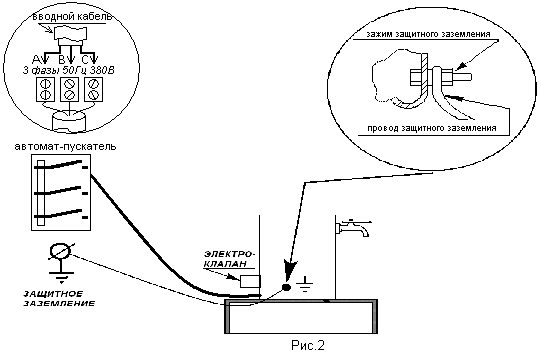 вводной кабель
А В С
3 фазы 50Гц 380В
автомат-пускатель
зажим защитного заземления
провод защитного заземления
ЭЛЕКТРО-
КЛАПАН
ЗАЩИТНОЕ
ЗАЗЕМЛЕНИЕ
Рис.2